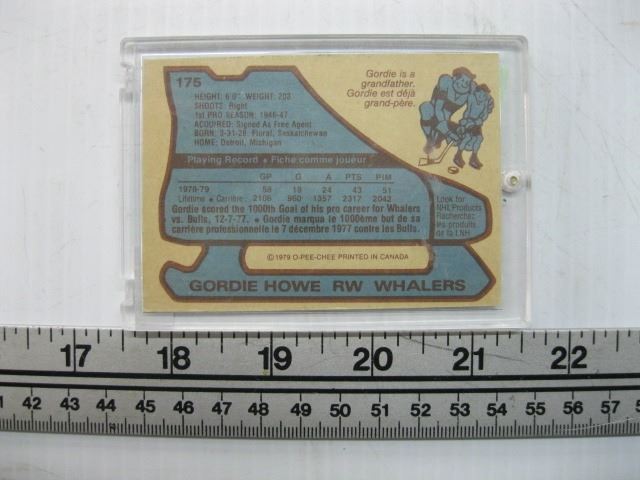 175
HEIGHT: 6'0" WEIGHT: 203
SHOOTS: Right
1st PRO SEASON: 1946-47
ACQUIRED: Signed As Free Agent
BORN: 3-31-28, Floral, Saskatchewan
HOME: Detroit, Michigan
Gordie is a
grandfather.
Gordie est déjà
grand-père.
Playing Record • Fiche comme joueur
GP G A PTS PIM
1978-79 58 19 24 43 51
Lifetime • Carrière 2106 960 1357 2317 2042
Gordie scored the 1000th Goal of his pro career for Whalers
vs. Bulls, 12-7-77. • Gordie marqua le 1000ème but de sa
carrière professionnelle le 7 décembre 1977 contre les Bulls.
Look for
NHL Products
Recherchez
les produits
de la LNH
© 1979 O-PEE-CHEE PRINTED IN CANADA
GORDIE HOWE RW WHALERS
17 18 19 20 21 22
42 43 44 45 46 47 48 49 50 51 52 53 54 55 56 57